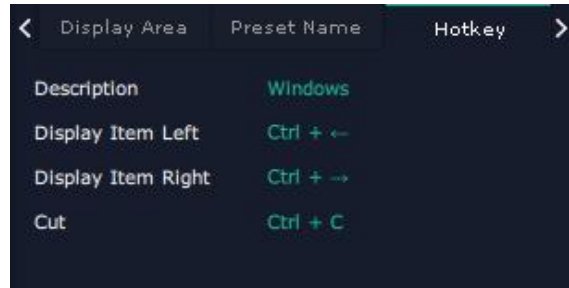 Display Area Preset Name Hotkey
Description Windows
Display Item Left Ctrl + ←
Display Item Right Ctrl + →
Cut Ctrl + C